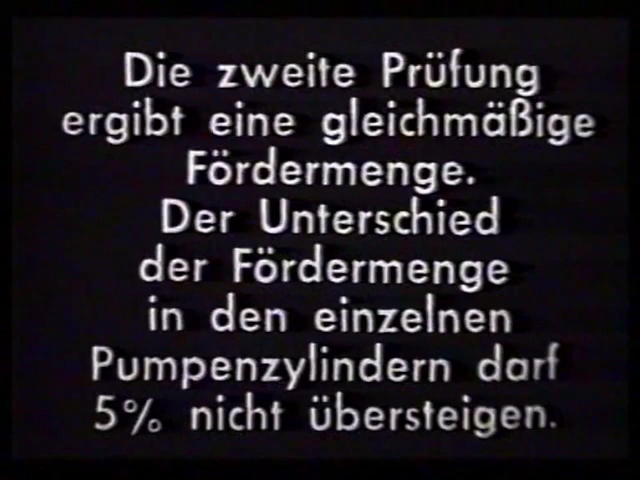 Die zweite Prüfung
ergibt eine gleichmäßige
Fördermenge.
Der Unterschied
der Fördermenge
in den einzelnen
Pumpenzylindern darf
5% nicht übersteigen.